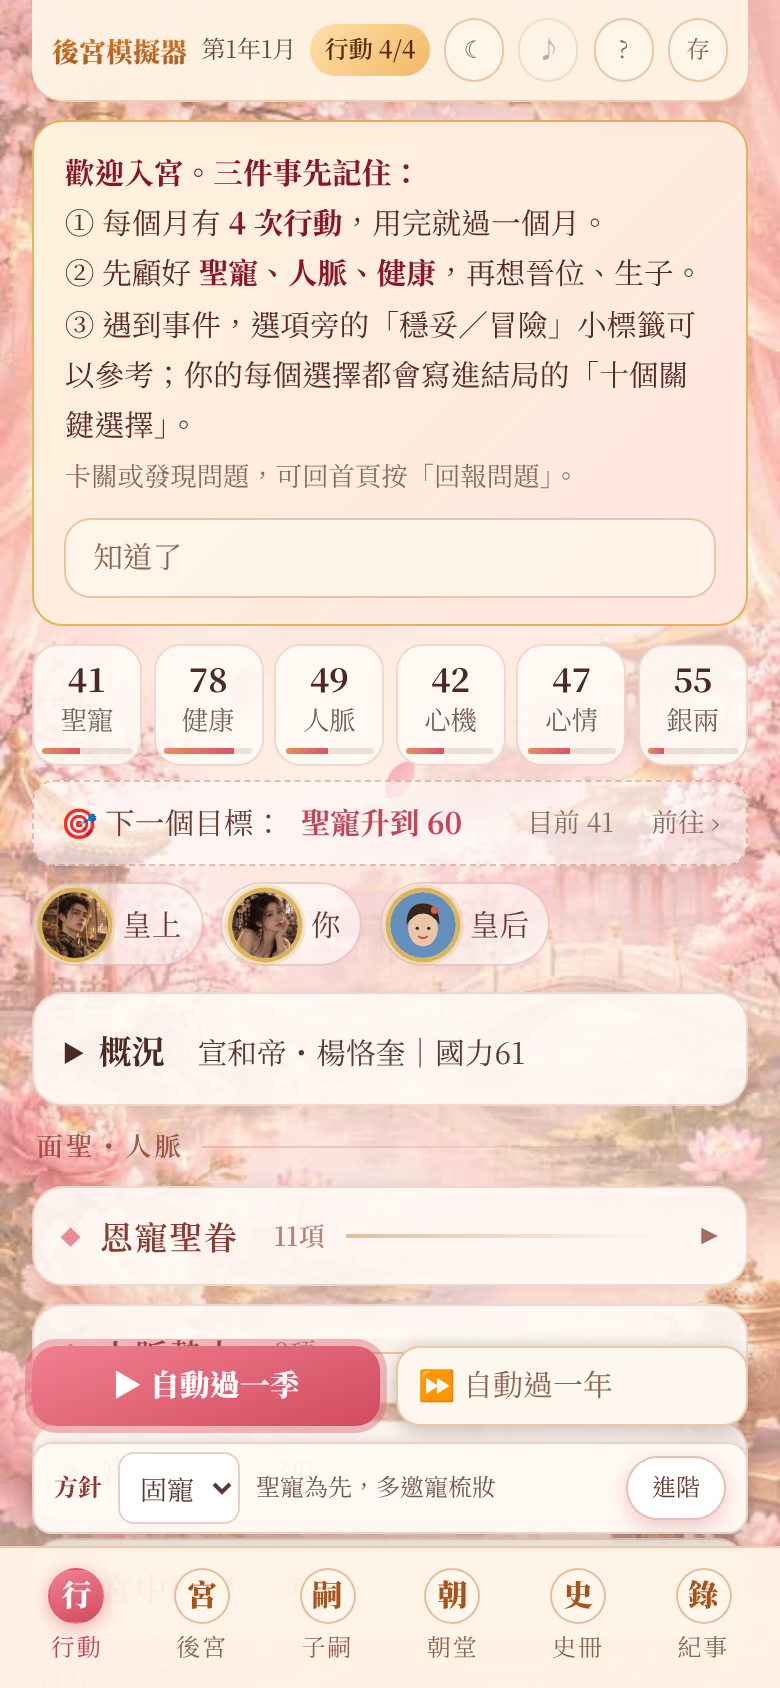 後宮模擬器 第1年1月 行動 4/4 ☾ ♪ ? 存
歡迎入宮。三件事先記住：
① 每個月有 4 次行動，用完就過一個月。
② 先顧好 聖寵、人脈、健康，再想晉位、生子。
③ 遇到事件，選項旁的「穩妥／冒險」小標籤可
以參考；你的每個選擇都會寫進結局的「十個關
鍵選擇」。
卡關或發現問題，可回首頁按「回報問題」。
知道了
41 78 49 42 47 55
聖寵 健康 人脈 心機 心情 銀兩
🎯 下一個目標： 聖寵升到 60 目前 41 前往 ›
皇上 你 皇后
▶ 概況 宣和帝・楊恪奎｜國力61
面聖・人脈
◆ 恩寵聖眷 11項 ▶
▶ 自動過一季 ⏩ 自動過一年
方針 固寵 聖寵為先，多邀寵梳妝 進階
行 宮 嗣 朝 史 錄
行動 後宮 子嗣 朝堂 史冊 紀事